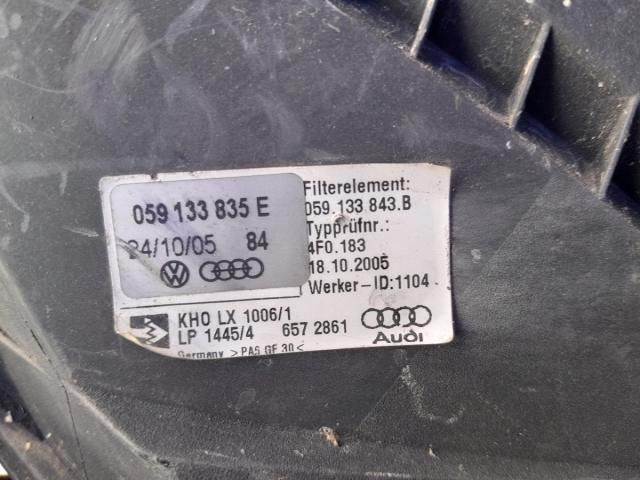 059 133 835 E
24/10/05 84
Filterelement:
059.133 843.B
Typprüfnr.:
4F0.183
18.10.2005
Werker-ID:1104
KHO LX 1006/1
LP 1445/4 657 2861
Audi
Germany >PA6 GF 30<